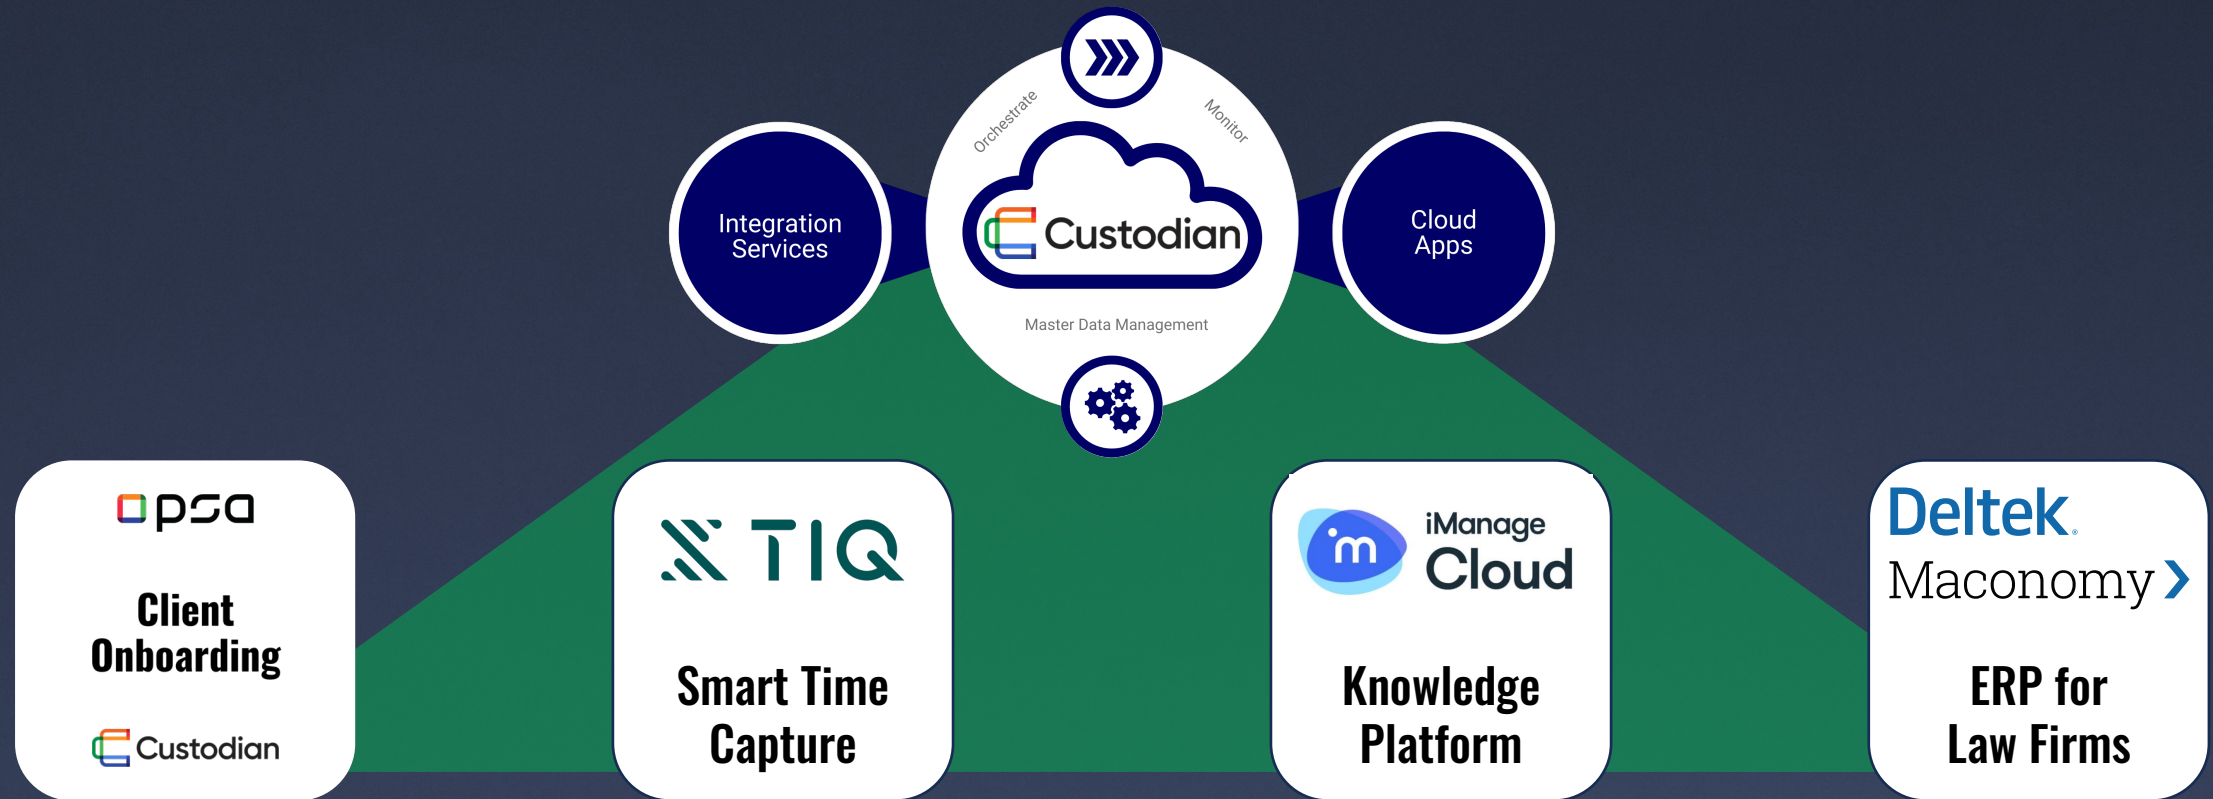 Orchestrate
Monitor
Integration
Services
Custodian
Cloud
Apps
Master Data Management
opsa
Client
Onboarding
Custodian
TIQ
Smart Time
Capture
m
iManage
Cloud
Knowledge
Platform
Deltek.
Maconomy
ERP for
Law Firms